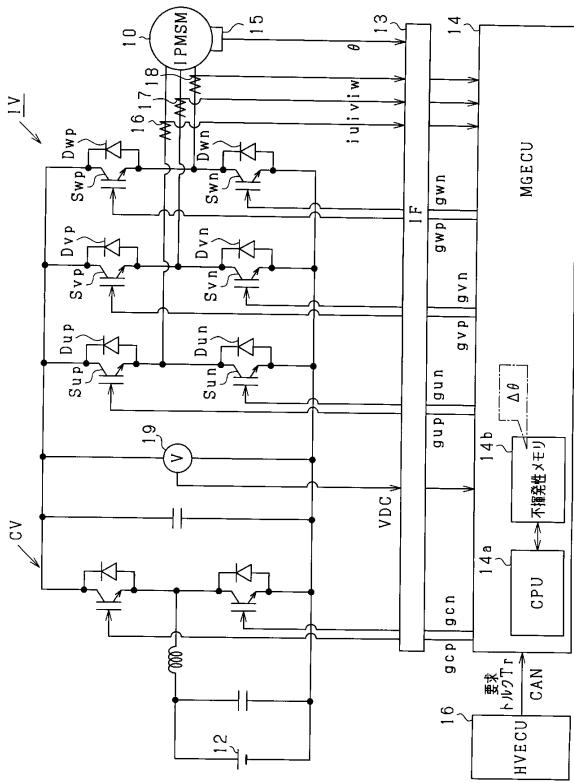 IV
CV
Dup
Dvp
Dwp
Sup
Svp
Swp
Dun
Dvn
Dwn
Sun
Svn
Swn
10
IPMSM
15
16
17
18
19
V
12
VDC
iu
iv
iw
θ
13
IF
gcp
gcn
gup
gun
gvp
gvn
gwp
gwn
14
MGECU
14a
CPU
14b
不揮発性メモリ
Δθ
16
HVECU
要求
トルクTr
CAN